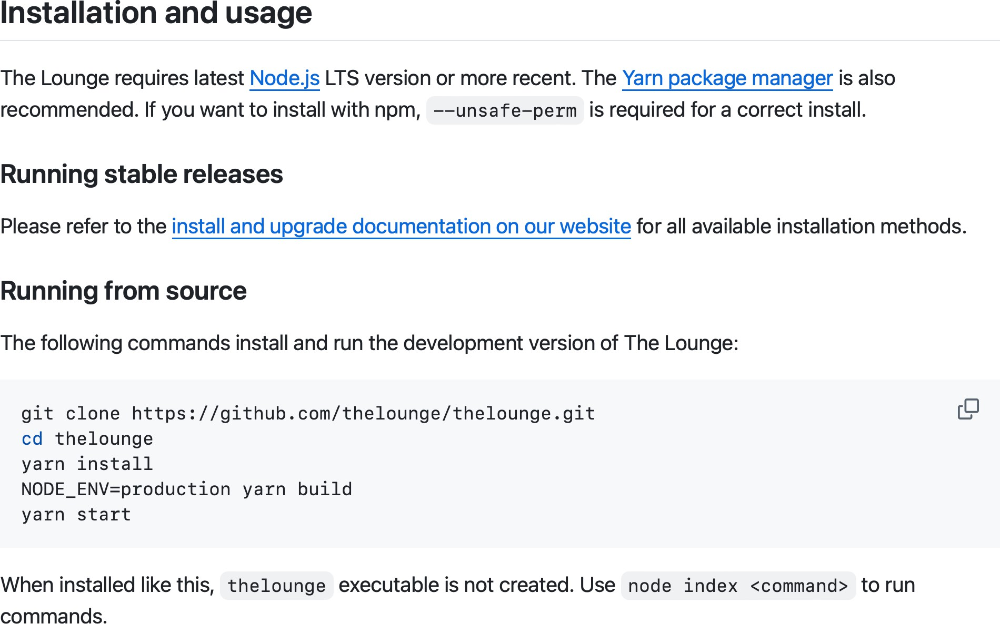 Installation and usage
The Lounge requires latest Node.js LTS version or more recent. The Yarn package manager is also
recommended. If you want to install with npm, --unsafe-perm is required for a correct install.
Running stable releases
Please refer to the install and upgrade documentation on our website for all available installation methods.
Running from source
The following commands install and run the development version of The Lounge:
git clone https://github.com/thelounge/thelounge.git
cd thelounge
yarn install
NODE_ENV=production yarn build
yarn start
When installed like this, thelounge executable is not created. Use node index <command> to run
commands.